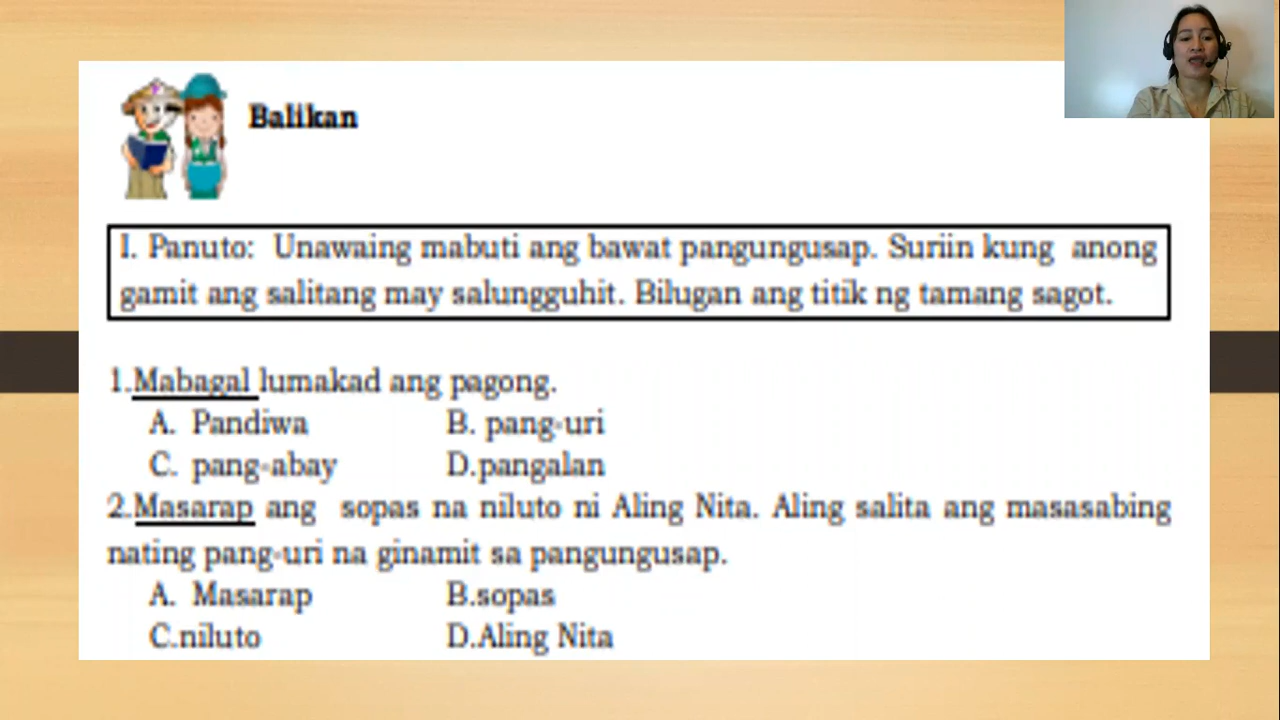 Balikan
I. Panuto: Unawaing mabuti ang bawat pangungusap. Suriin kung anong
gamit ang salitang may salungguhit. Bilugan ang titik ng tamang sagot.
1.Mabagal lumakad ang pagong.
A. Pandiwa B. pang-uri
C. pang-abay D.pangalan
2.Masarap ang sopas na niluto ni Aling Nita. Aling salita ang masasabing
nating pang-uri na ginamit sa pangungusap.
A. Masarap B.sopas
C.niluto D.Aling Nita